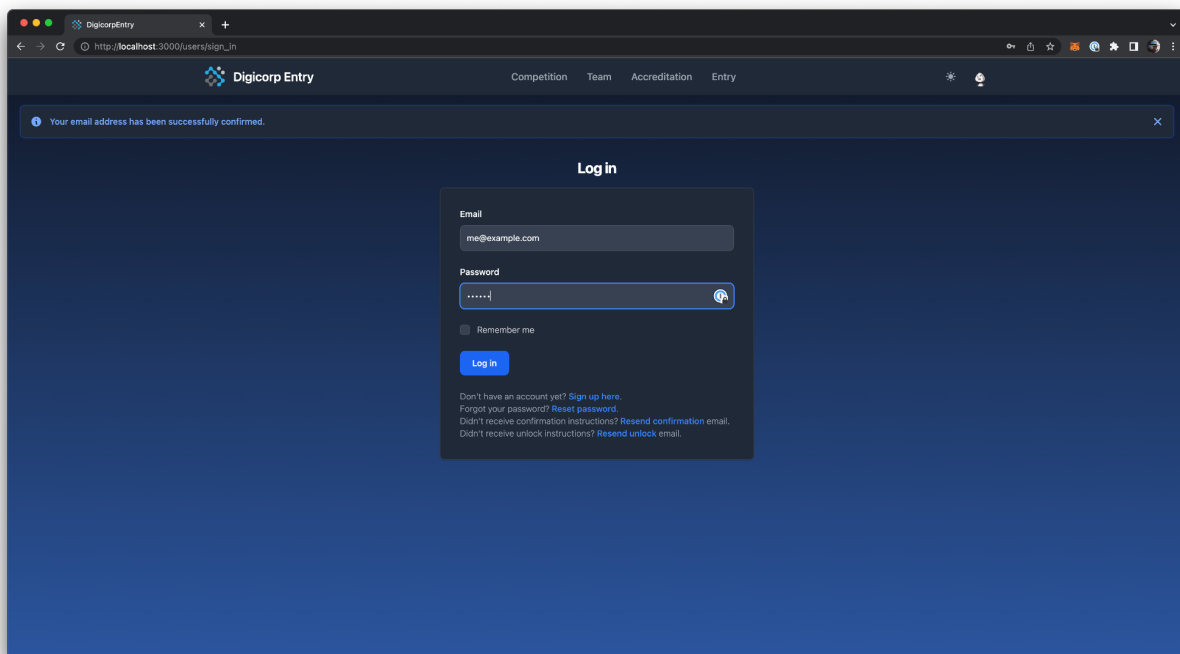 DigicorpEntry
http://localhost:3000/users/sign_in
Digicorp Entry
Competition Team Accreditation Entry
Your email address has been successfully confirmed.
Log in
Email
me@example.com
Password
••••••
Remember me
Log in
Don't have an account yet? Sign up here.
Forgot your password? Reset password.
Didn't receive confirmation instructions? Resend confirmation email.
Didn't receive unlock instructions? Resend unlock email.